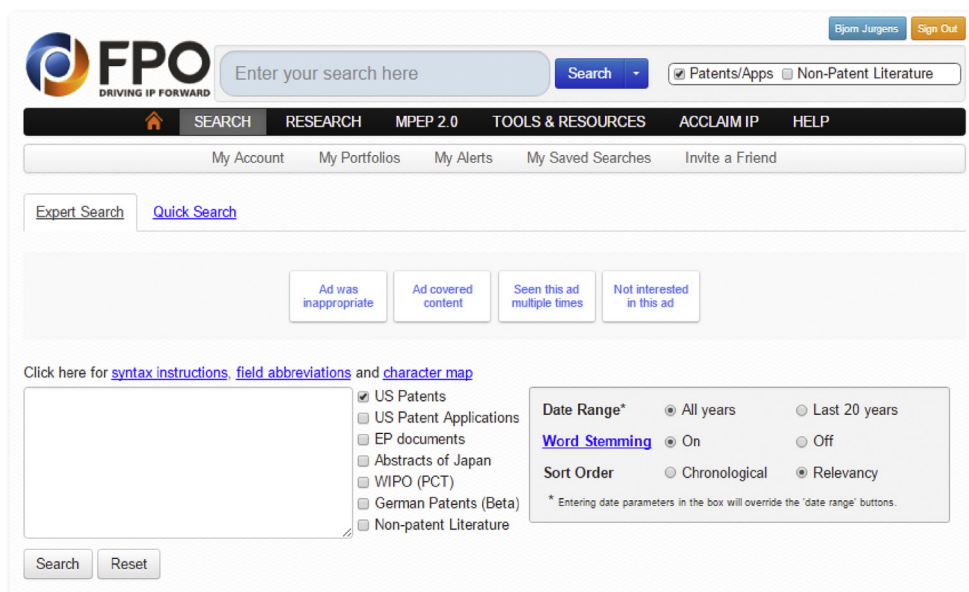 Bjorn Jurgens Sign Out
FPO
DRIVING IP FORWARD
Enter your search here
Search
Patents/Apps Non-Patent Literature
SEARCH RESEARCH MPEP 2.0 TOOLS & RESOURCES ACCLAIM IP HELP
My Account My Portfolios My Alerts My Saved Searches Invite a Friend
Expert Search Quick Search
Ad was inappropriate
Ad covered content
Seen this ad multiple times
Not interested in this ad
Click here for syntax instructions, field abbreviations and character map
US Patents
US Patent Applications
EP documents
Abstracts of Japan
WIPO (PCT)
German Patents (Beta)
Non-patent Literature
Date Range* All years Last 20 years
Word Stemming On Off
Sort Order Chronological Relevancy
* Entering date parameters in the box will override the 'date range' buttons.
Search Reset